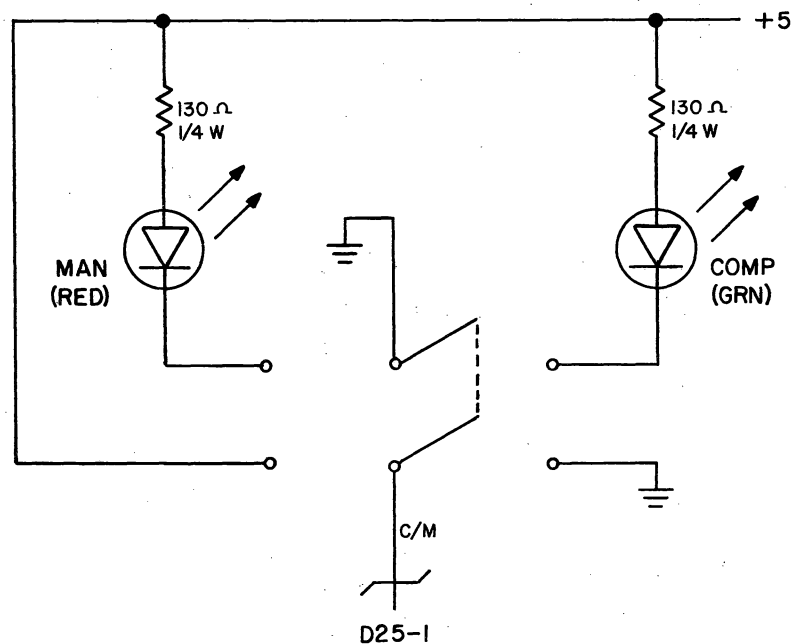 +5
130 Ω
1/4 W
130 Ω
1/4 W
MAN
(RED)
COMP
(GRN)
C/M
D25-1